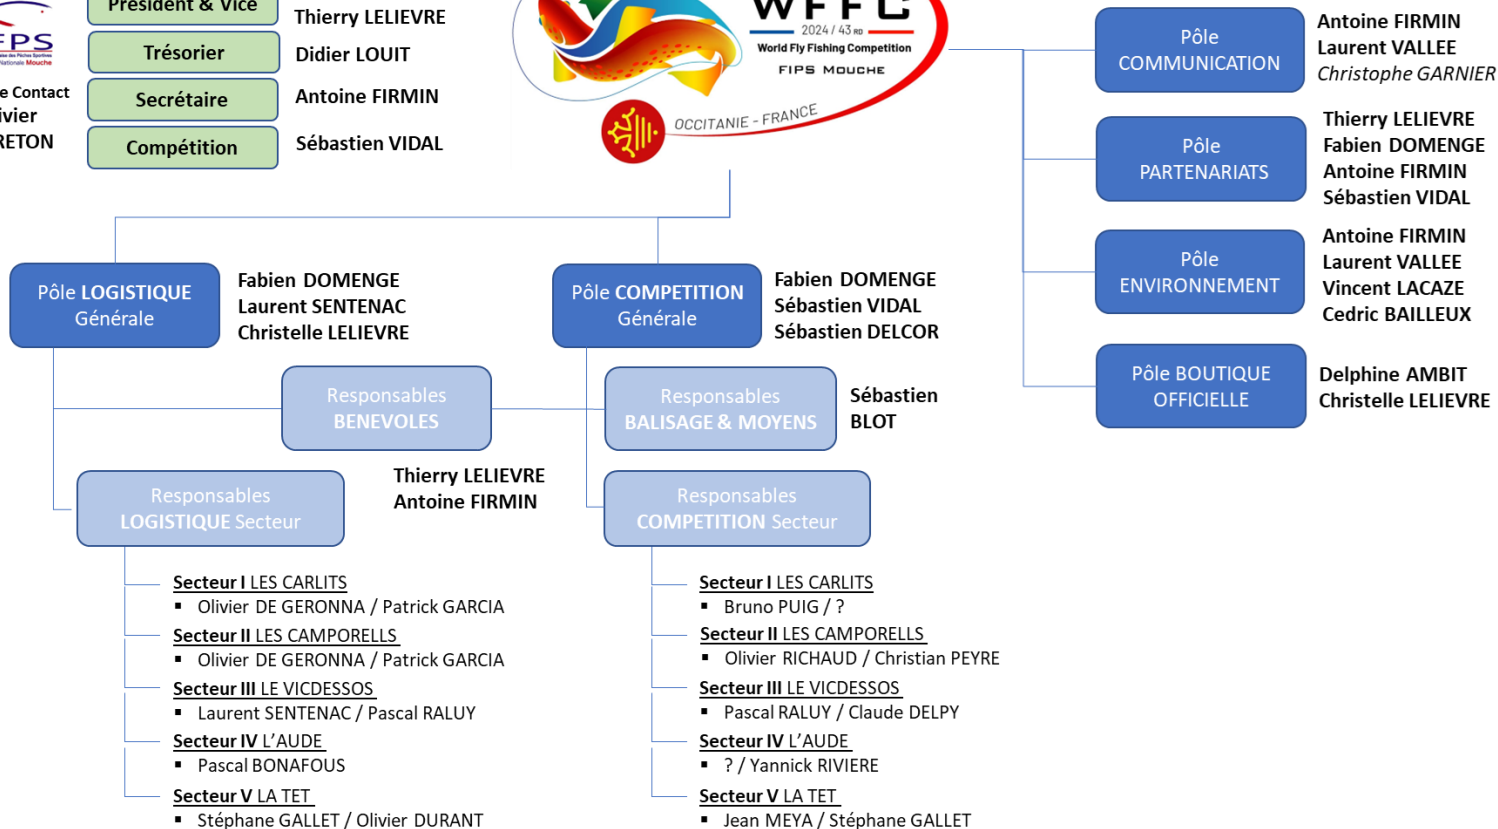 Président & Vice
Thierry LELIEVRE
FPS
Nationale Mouche
Trésorier
Didier LOUIT
Contact
Secrétaire
Antoine FIRMIN
Compétition
Sébastien VIDAL
WFFC
2024 / 43 RD
World Fly Fishing Competition
FIPS MOUCHE
OCCITANIE - FRANCE
Pôle
COMMUNICATION
Antoine FIRMIN
Laurent VALLEE
Christophe GARNIER
Pôle
PARTENARIATS
Thierry LELIEVRE
Fabien DOMENGE
Antoine FIRMIN
Sébastien VIDAL
Pôle
ENVIRONNEMENT
Antoine FIRMIN
Laurent VALLEE
Vincent LACAZE
Cedric BAILLEUX
Pôle BOUTIQUE
OFFICIELLE
Delphine AMBIT
Christelle LELIEVRE
Pôle LOGISTIQUE
Générale
Fabien DOMENGE
Laurent SENTENAC
Christelle LELIEVRE
Pôle COMPETITION
Générale
Fabien DOMENGE
Sébastien VIDAL
Sébastien DELCOR
Responsables
BENEVOLES
Thierry LELIEVRE
Antoine FIRMIN
Responsables
BALISAGE & MOYENS
Sébastien
BLOT
Responsables
LOGISTIQUE Secteur
Secteur I LES CARLITS
▪ Olivier DE GERONNA / Patrick GARCIA
Secteur II LES CAMPORELLS
▪ Olivier DE GERONNA / Patrick GARCIA
Secteur III LE VICDESSOS
▪ Laurent SENTENAC / Pascal RALUY
Secteur IV L’AUDE
▪ Pascal BONAFOUS
Secteur V LA TET
▪ Stéphane GALLET / Olivier DURANT
Responsables
COMPETITION Secteur
Secteur I LES CARLITS
▪ Bruno PUIG / ?
Secteur II LES CAMPORELLS
▪ Olivier RICHAUD / Christian PEYRE
Secteur III LE VICDESSOS
▪ Pascal RALUY / Claude DELPY
Secteur IV L’AUDE
▪ ? / Yannick RIVIERE
Secteur V LA TET
▪ Jean MEYA / Stéphane GALLET